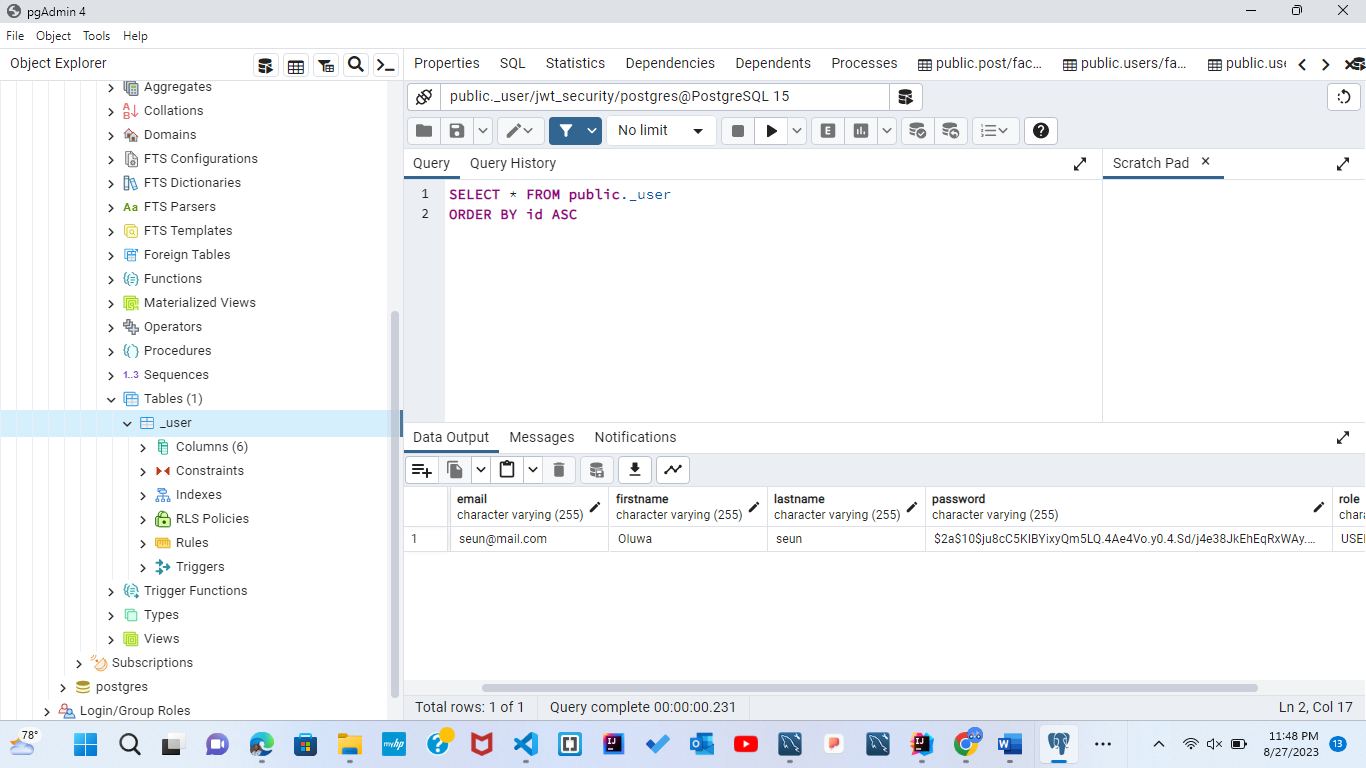 pgAdmin 4
File Object Tools Help
Object Explorer
Properties SQL Statistics Dependencies Dependents Processes public.post/fac... public.users/fa... public.use
public._user/jwt_security/postgres@PostgreSQL 15
No limit
E
Query Query History
Scratch Pad
1 SELECT * FROM public._user
2 ORDER BY id ASC
Aggregates
Collations
Domains
FTS Configurations
FTS Dictionaries
Aa FTS Parsers
FTS Templates
Foreign Tables
Functions
Materialized Views
Operators
Procedures
1..3 Sequences
Tables (1)
_user
Columns (6)
Constraints
Indexes
RLS Policies
Rules
Triggers
Trigger Functions
Types
Views
Subscriptions
postgres
Login/Group Roles
Data Output Messages Notifications
email firstname lastname password role
character varying (255) character varying (255) character varying (255) character varying (255) chara
1 seun@mail.com Oluwa seun $2a$10$ju8cC5KIBYixyQm5LQ.4Ae4Vo.y0.4.Sd/j4e38JkEhEqRxWAy.... USE
Total rows: 1 of 1 Query complete 00:00:00.231 Ln 2, Col 17
78°
myhp
11:48 PM
8/27/2023
13